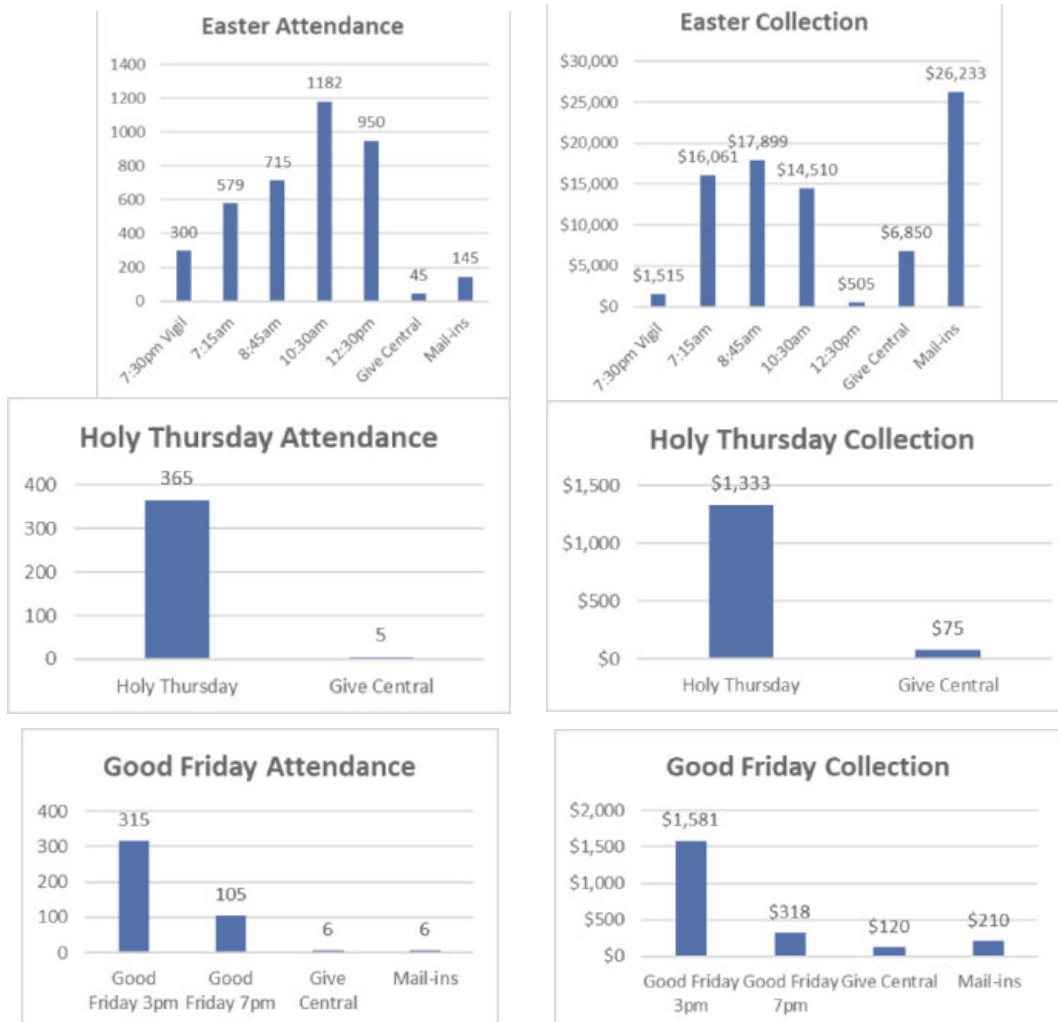 Easter Attendance
1400
1200
1000
800
600
400
200
0
300
579
715
1182
950
45
145
7:30pm Vigil
7:15am
8:45am
10:30am
12:30pm
Give Central
Mail-ins
Easter Collection
$30,000
$25,000
$20,000
$15,000
$10,000
$5,000
$0
$1,515
$16,061
$17,899
$14,510
$505
$6,850
$26,233
7:30pm Vigil
7:15am
8:45am
10:30am
12:30pm
Give Central
Mail-ins
Holy Thursday Attendance
400
300
200
100
0
365
5
Holy Thursday
Give Central
Holy Thursday Collection
$1,500
$1,000
$500
$0
$1,333
$75
Holy Thursday
Give Central
Good Friday Attendance
400
300
200
100
0
315
105
6
6
Good
Friday 3pm
Good
Friday 7pm
Give
Central
Mail-ins
Good Friday Collection
$2,000
$1,500
$1,000
$500
$0
$1,581
$318
$120
$210
Good Friday
3pm
Good Friday
7pm
Give Central
Mail-ins